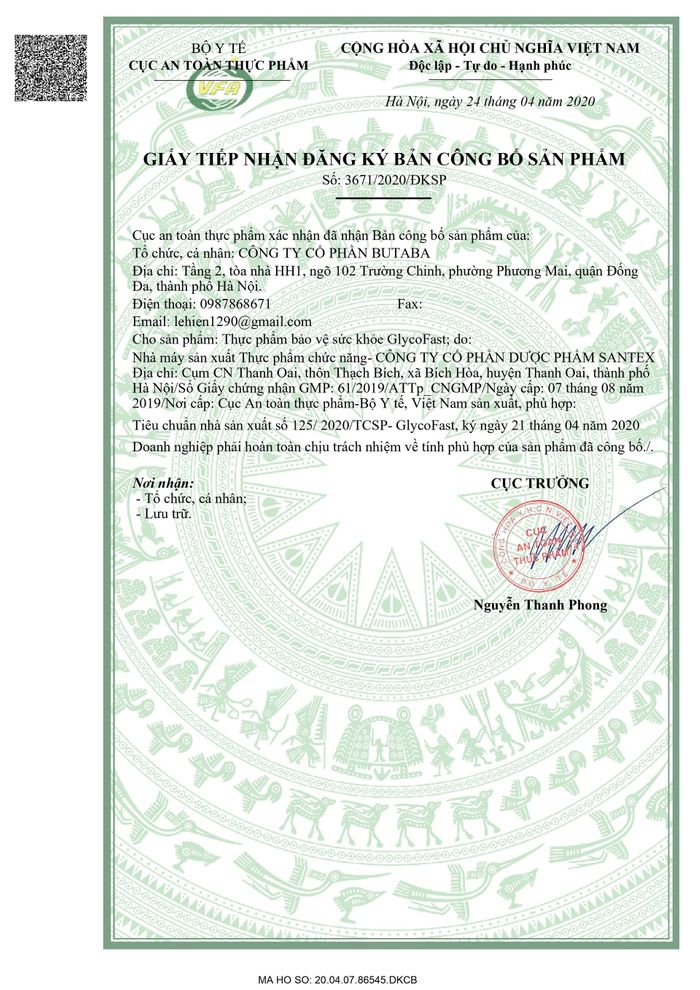 BỘ Y TẾ
CỤC AN TOÀN THỰC PHẨM
VFA
CỘNG HÒA XÃ HỘI CHỦ NGHĨA VIỆT NAM
Độc lập - Tự do - Hạnh phúc
Hà Nội, ngày 24 tháng 04 năm 2020
GIẤY TIẾP NHẬN ĐĂNG KÝ BẢN CÔNG BỐ SẢN PHẨM
Số: 3671/2020/ĐKSP
Cục an toàn thực phẩm xác nhận đã nhận Bản công bố sản phẩm của:
Tổ chức, cá nhân: CÔNG TY CỔ PHẦN BUTABA
Địa chỉ: Tầng 2, tòa nhà HH1, ngõ 102 Trường Chinh, phường Phương Mai, quận Đống
Đa, thành phố Hà Nội.
Điện thoại: 0987868671 Fax:
Email: lehien1290@gmail.com
Cho sản phẩm: Thực phẩm bảo vệ sức khỏe GlycoFast; do:
Nhà máy sản xuất Thực phẩm chức năng- CÔNG TY CỔ PHẦN DƯỢC PHẨM SANTEX
Địa chỉ: Cụm CN Thanh Oai, thôn Thạch Bích, xã Bích Hòa, huyện Thanh Oai, thành phố
Hà Nội/Số Giấy chứng nhận GMP: 61/2019/ATTp_CNGMP/Ngày cấp: 07 tháng 08 năm
2019/Nơi cấp: Cục An toàn thực phẩm-Bộ Y tế, Việt Nam sản xuất, phù hợp:
Tiêu chuẩn nhà sản xuất số 125/ 2020/TCSP- GlycoFast, ký ngày 21 tháng 04 năm 2020
Doanh nghiệp phải hoàn toàn chịu trách nhiệm về tính phù hợp của sản phẩm đã công bố./.
Nơi nhận:
- Tổ chức, cá nhân;
- Lưu trữ.
CỤC TRƯỞNG
CỘNG HÒA X.H.C.N VIỆT
CỤC
AN TOÀN
THỰC PHẨM
BỘ Y TẾ
Nguyễn Thanh Phong
MA HO SO: 20.04.07.86545.DKCB